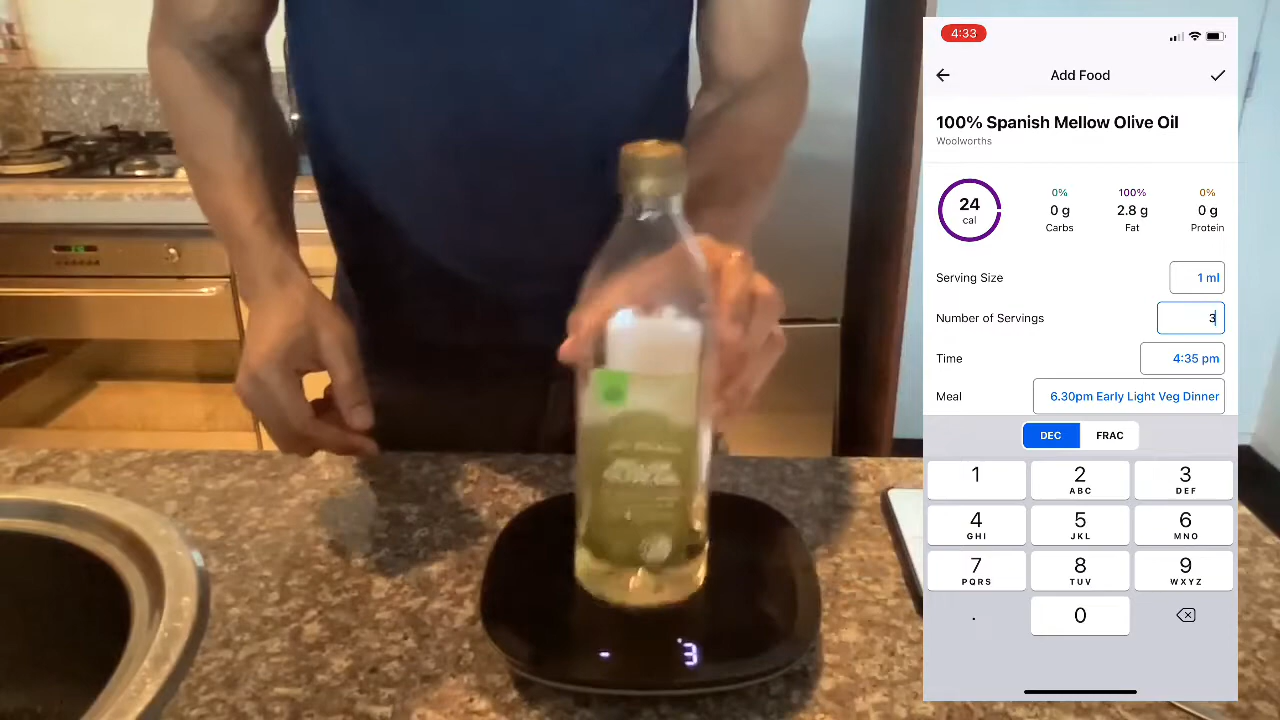 4:33
Add Food
100% Spanish Mellow Olive Oil
Woolworths
24
cal
0%
0 g
Carbs
100%
2.8 g
Fat
0%
0 g
Protein
Serving Size
1 ml
Number of Servings
3
Time
4:35 pm
Meal
6.30pm Early Light Veg Dinner
DEC
FRAC
1
2
ABC
3
DEF
4
GHI
5
JKL
6
MNO
7
PQRS
8
TUV
9
WXYZ
.
0
- 3